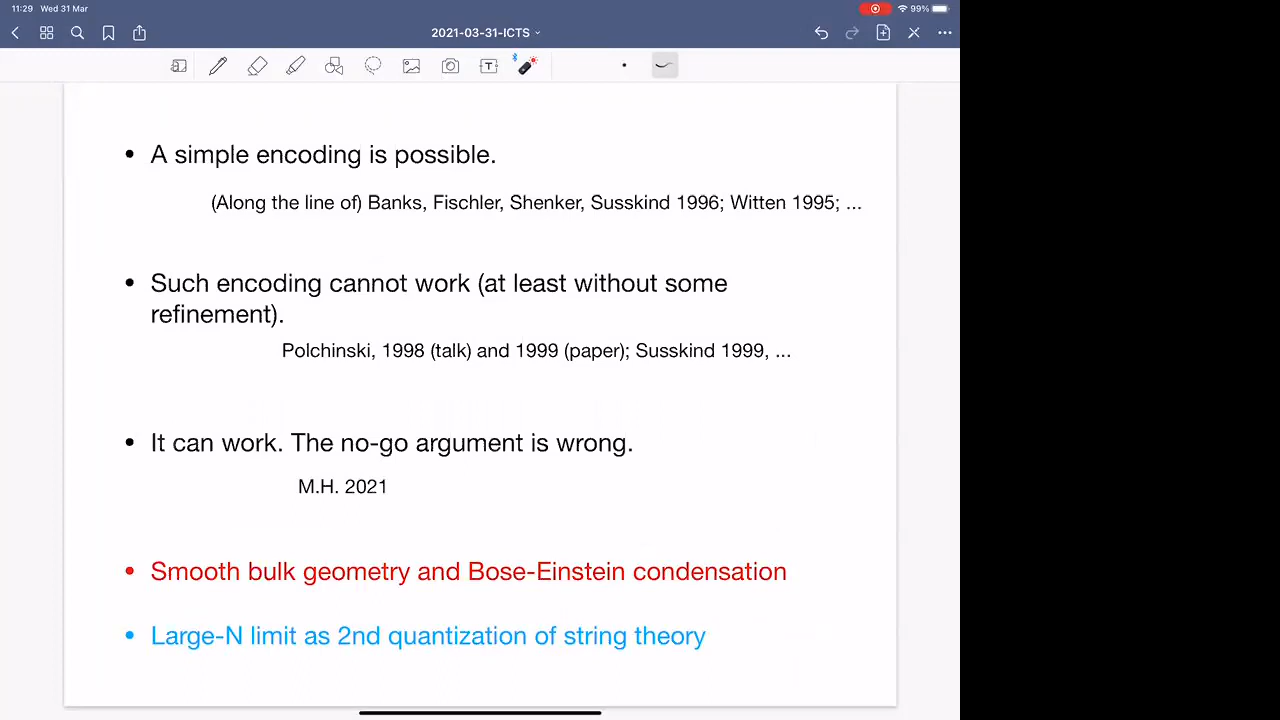 11:29 Wed 31 Mar
99%
2021-03-31-ICTS
T
• A simple encoding is possible.
(Along the line of) Banks, Fischler, Shenker, Susskind 1996; Witten 1995; ...
• Such encoding cannot work (at least without some
refinement).
Polchinski, 1998 (talk) and 1999 (paper); Susskind 1999, ...
• It can work. The no-go argument is wrong.
M.H. 2021
• Smooth bulk geometry and Bose-Einstein condensation
• Large-N limit as 2nd quantization of string theory